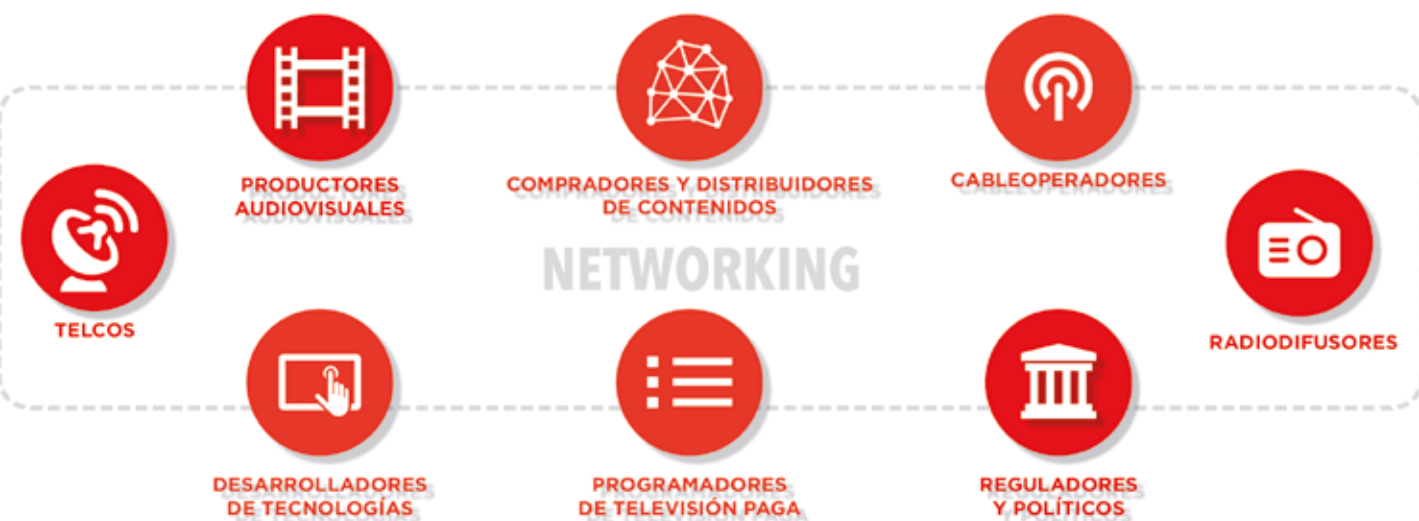 PRODUCTORES
AUDIOVISUALES
COMPRADORES Y DISTRIBUIDORES
DE CONTENIDOS
CABLEOPERADORES
TELCOS
NETWORKING
RADIODIFUSORES
DESARROLLADORES
DE TECNOLOGÍAS
PROGRAMADORES
DE TELEVISIÓN PAGA
REGULADORES
Y POLÍTICOS